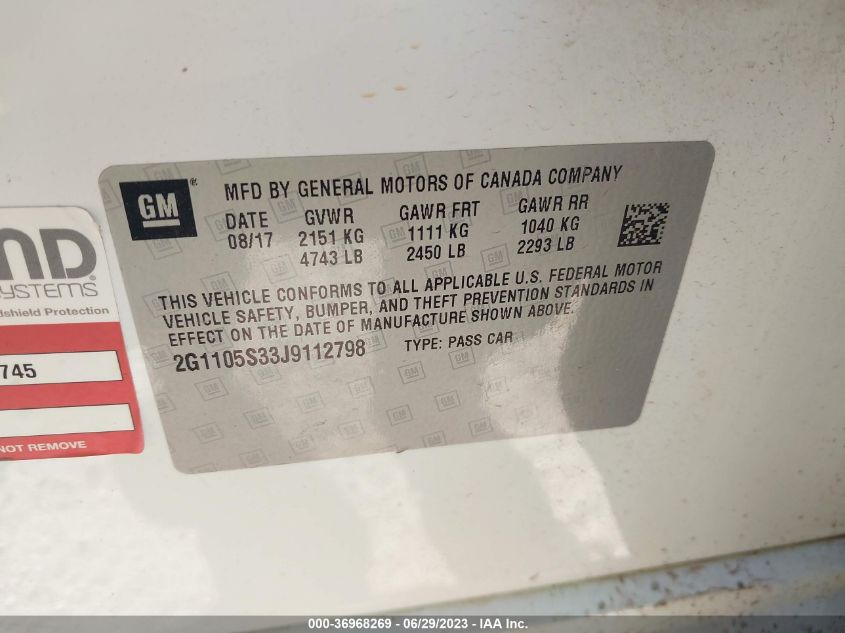 GM
MFD BY GENERAL MOTORS OF CANADA COMPANY
DATE GVWR GAWR FRT GAWR RR
08/17 2151 KG 1111 KG 1040 KG
4743 LB 2450 LB 2293 LB
THIS VEHICLE CONFORMS TO ALL APPLICABLE U.S. FEDERAL MOTOR
VEHICLE SAFETY, BUMPER, AND THEFT PREVENTION STANDARDS IN
EFFECT ON THE DATE OF MANUFACTURE SHOWN ABOVE.
2G1105S33J9112798 TYPE: PASS CAR
ND
SYSTEMS®
dshield Protection
745
NOT REMOVE
000-36968269 - 06/29/2023 - IAA Inc.